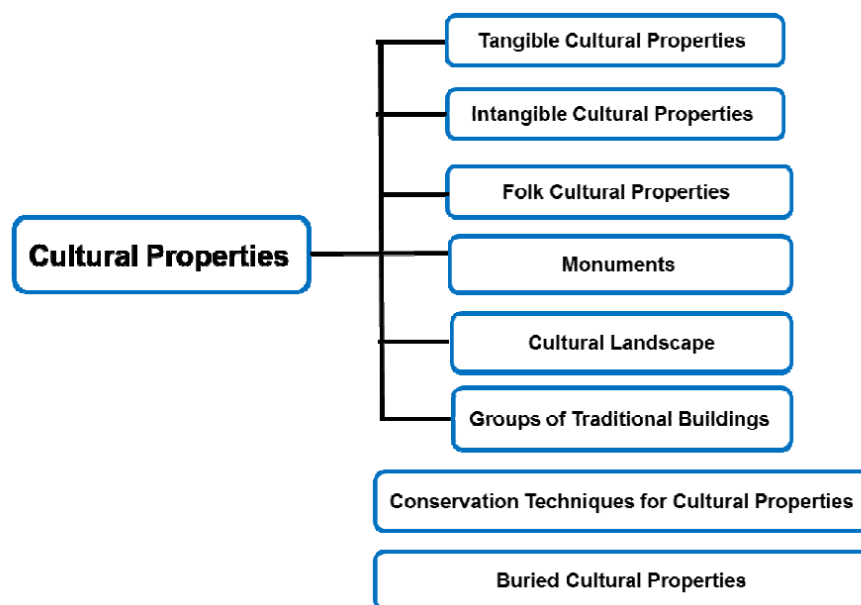 Tangible Cultural Properties
Intangible Cultural Properties
Folk Cultural Properties
Cultural Properties
Monuments
Cultural Landscape
Groups of Traditional Buildings
Conservation Techniques for Cultural Properties
Buried Cultural Properties